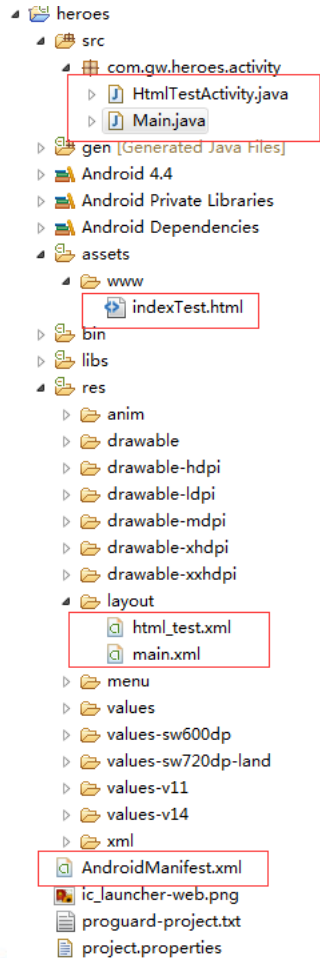 heroes
src
com.gw.heroes.activity
HtmlTestActivity.java
Main.java
gen [Generated Java Files]
Android 4.4
Android Private Libraries
Android Dependencies
assets
www
indexTest.html
bin
libs
res
anim
drawable
drawable-hdpi
drawable-ldpi
drawable-mdpi
drawable-xhdpi
drawable-xxhdpi
layout
html_test.xml
main.xml
menu
values
values-sw600dp
values-sw720dp-land
values-v11
values-v14
xml
AndroidManifest.xml
ic_launcher-web.png
proguard-project.txt
project.properties